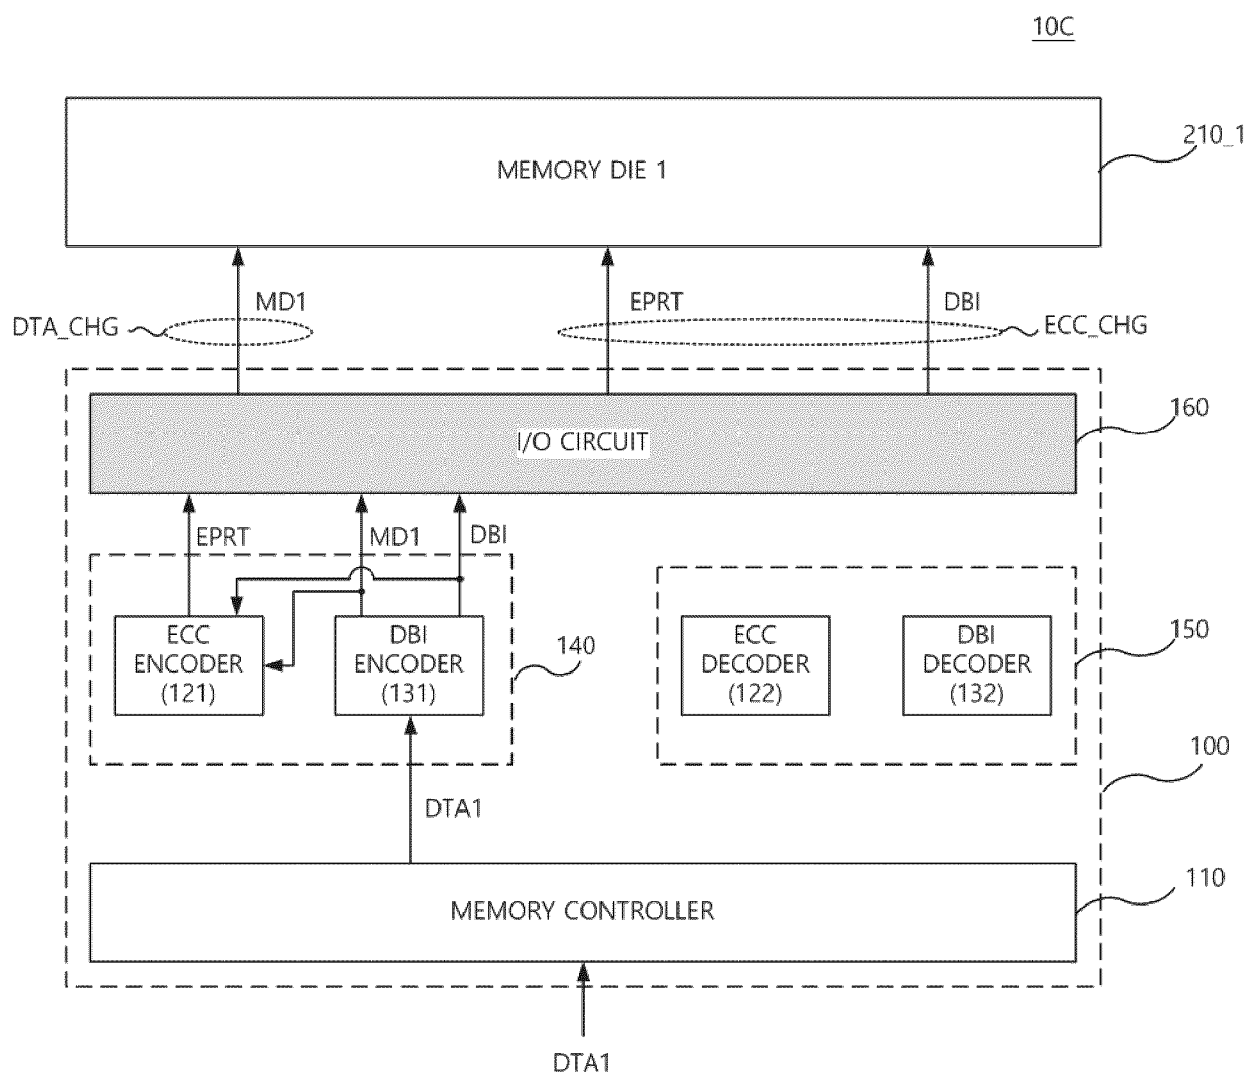 10C
210_1
MEMORY DIE 1
MD1
EPRT
DBI
DTA_CHG
ECC_CHG
160
I/O CIRCUIT
EPRT
MD1
DBI
140
150
ECC
ENCODER
(121)
DBI
ENCODER
(131)
ECC
DECODER
(122)
DBI
DECODER
(132)
100
DTA1
110
MEMORY CONTROLLER
DTA1